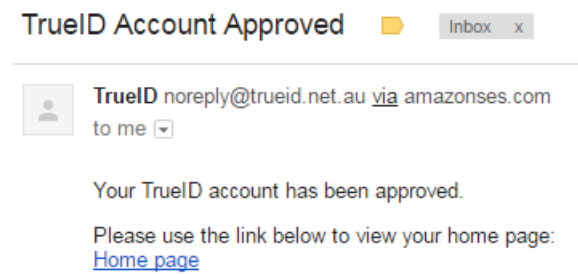 TrueID Account Approved
Inbox x
TrueID noreply@trueid.net.au via amazonses.com
to me
Your TrueID account has been approved.
Please use the link below to view your home page:
Home page